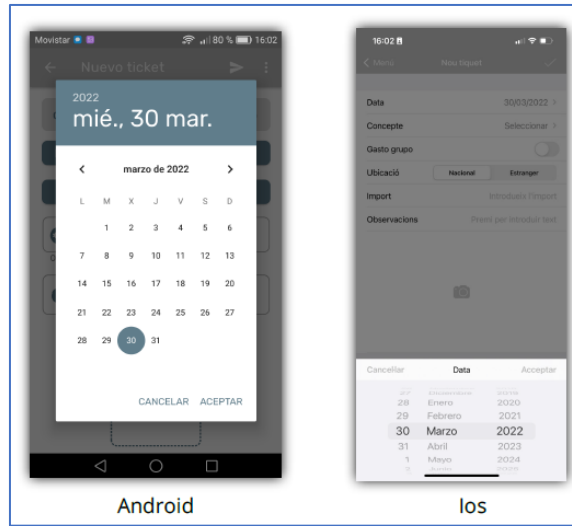 Movistar 80 % 16:02
Nuevo ticket
2022
mié., 30 mar.
marzo de 2022
L M X J V S D
1 2 3 4 5 6
7 8 9 10 11 12 13
14 15 16 17 18 19 20
21 22 23 24 25 26 27
28 29 30 31
CANCELAR ACEPTAR
Android
16:02
Menú Nou tiquet
Data 30/03/2022
Concepte Seleccionar
Gasto grupo
Ubicació Nacional Estranger
Import Introdueix l'import
Observacions Premi per introduir text
Cancel·lar Data Acceptar
28 Enero 2020
29 Febrero 2021
30 Marzo 2022
31 Abril 2023
1 Mayo 2024
Ios